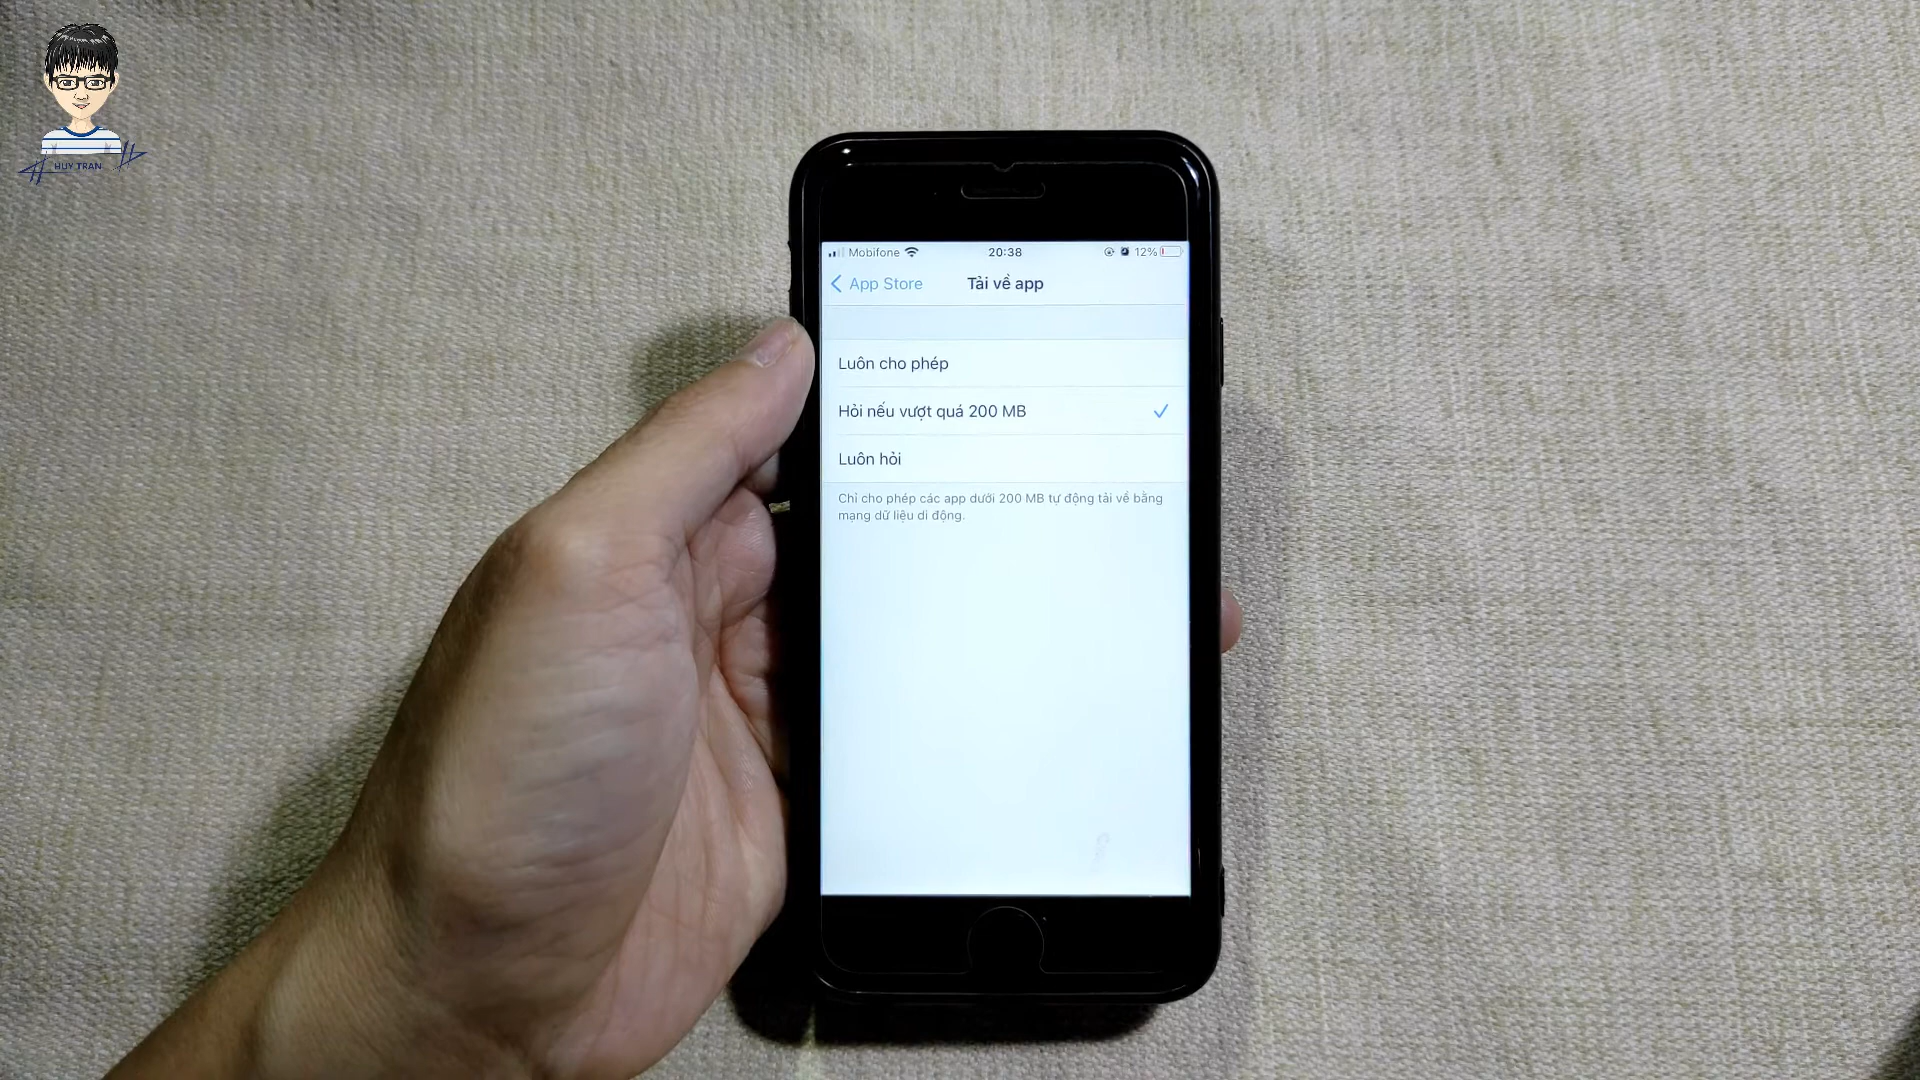 HUY TRAN
Mobifone
20:38
12%
App Store
Tải về app
Luôn cho phép
Hỏi nếu vượt quá 200 MB
Luôn hỏi
Chỉ cho phép các app dưới 200 MB tự động tải về bằng
mạng dữ liệu di động.